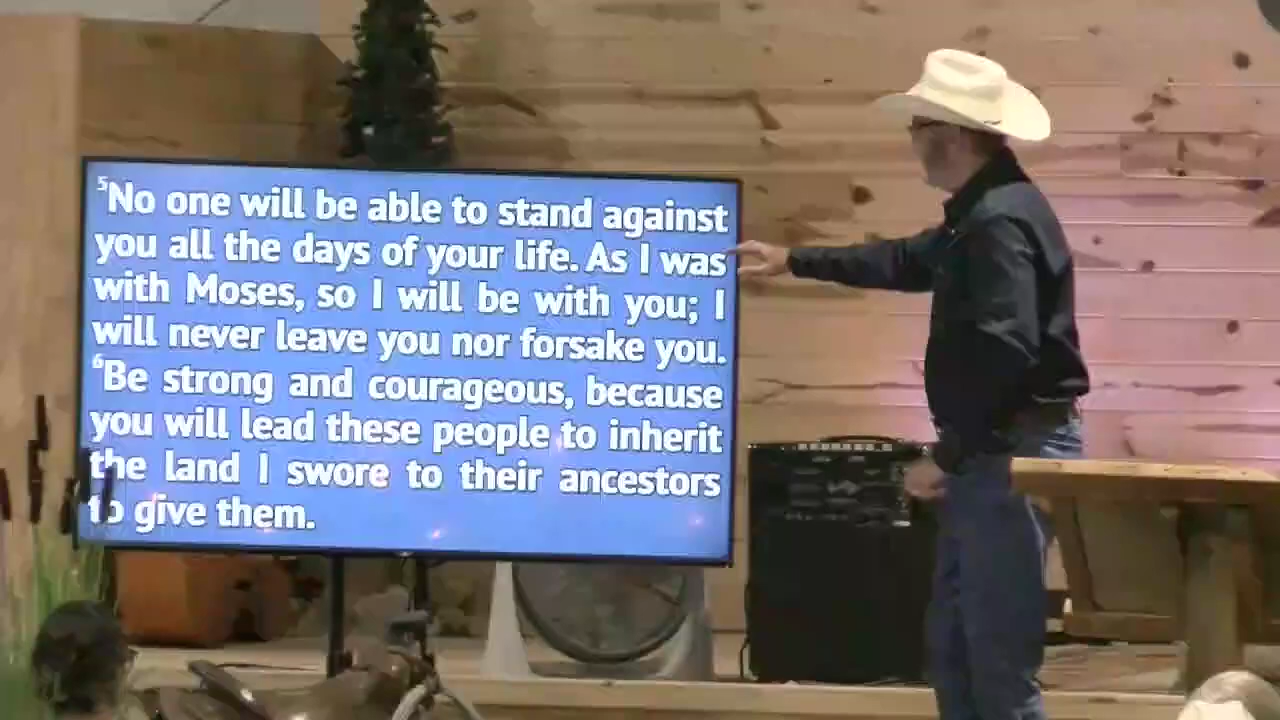 ⁵No one will be able to stand against
you all the days of your life. As I was
with Moses, so I will be with you; I
will never leave you nor forsake you.
⁶Be strong and courageous, because
you will lead these people to inherit
the land I swore to their ancestors
to give them.